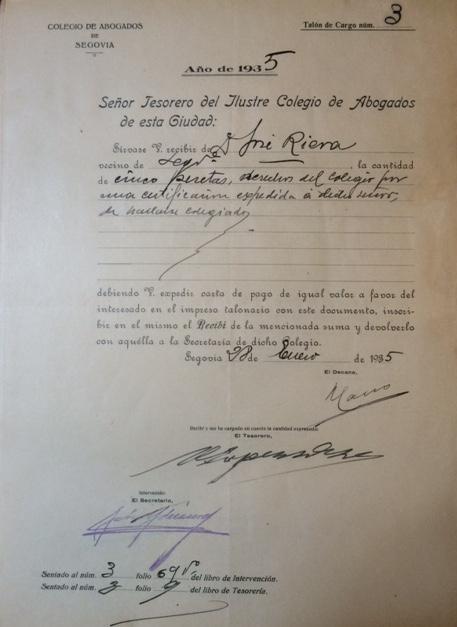 COLEGIO DE ABOGADOS
DE
SEGOVIA
Talón de Cargo núm. 3
Año de 1935
Señor Tesorero del Ilustre Colegio de Abogados
de esta Ciudad:
Sírvase V. recibir de D. José Riera
vecino de Segvª, la cantidad
de cinco pesetas, derechos del Colegio por
una certificación expedida á dicho señor,
de hallarse colegiado
debiendo V. expedir carta de pago de igual valor a favor del
interesado en el impreso talonario con este documento, inscri-
bir en el mismo el Recibí de la mencionada suma y devolverlo
con aquélla a la Secretaría de dicho Colegio.
Segovia 28 de Enero de 1935
El Decano,
Recibí y me he cargado en cuenta la cantidad expresada:
El Tesorero,
Intervención:
El Secretario,
Sentado al núm. 3 folio 69 vº del libro de Intervención.
Sentado al núm. 3 folio 9 del libro de Tesorería.